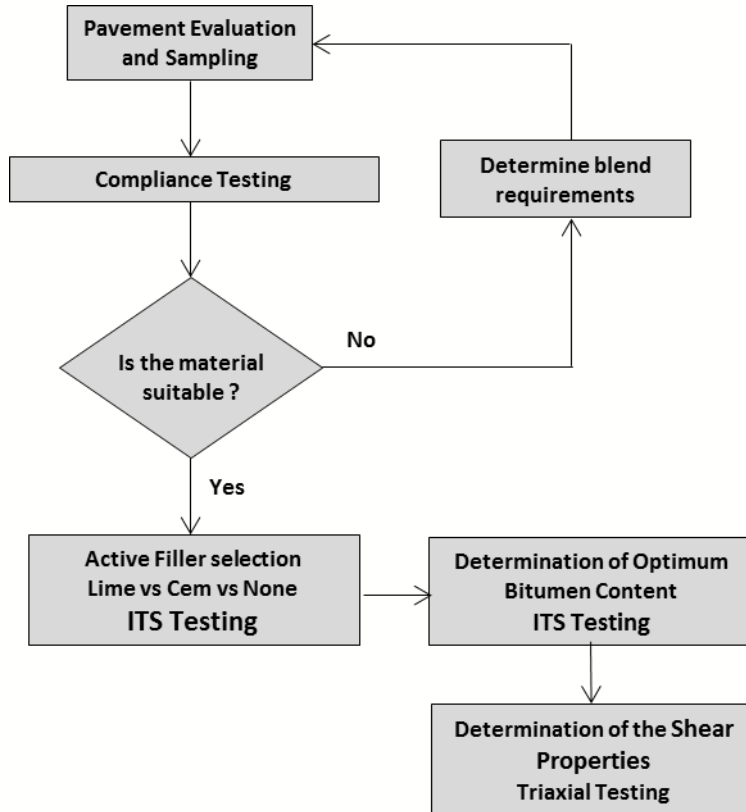 Pavement Evaluation
and Sampling
Compliance Testing
Determine blend
requirements
Is the material
suitable ?
No
Yes
Active Filler selection
Lime vs Cem vs None
ITS Testing
Determination of Optimum
Bitumen Content
ITS Testing
Determination of the Shear
Properties
Triaxial Testing